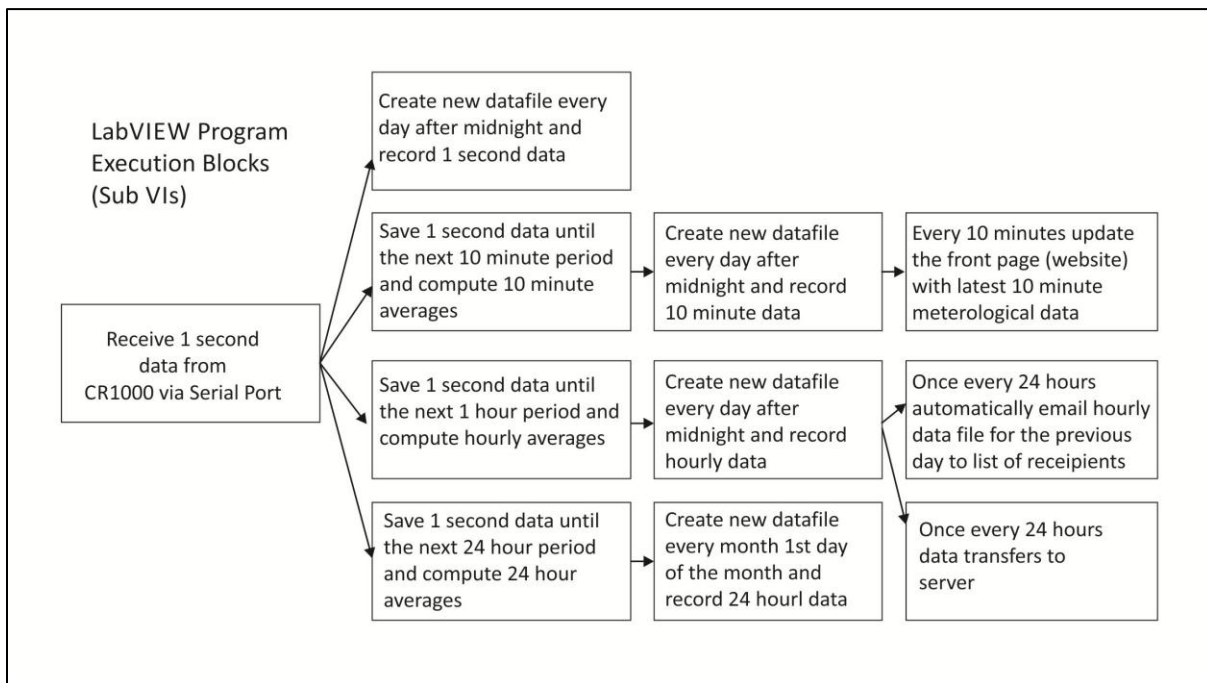 LabVIEW Program
Execution Blocks
(Sub VIs)
Create new datafile every
day after midnight and
record 1 second data
Receive 1 second
data from
CR1000 via Serial Port
Save 1 second data until
the next 10 minute period
and compute 10 minute
averages
Create new datafile
every day after
midnight and record
10 minute data
Every 10 minutes update
the front page (website)
with latest 10 minute
meterological data
Save 1 second data until
the next 1 hour period and
compute hourly averages
Create new datafile
every day after
midnight and record
hourly data
Once every 24 hours
automatically email hourly
data file for the previous
day to list of receipients
Save 1 second data until
the next 24 hour period
and compute 24 hour
averages
Create new datafile
every month 1st day
of the month and
record 24 hourl data
Once every 24 hours
data transfers to
server